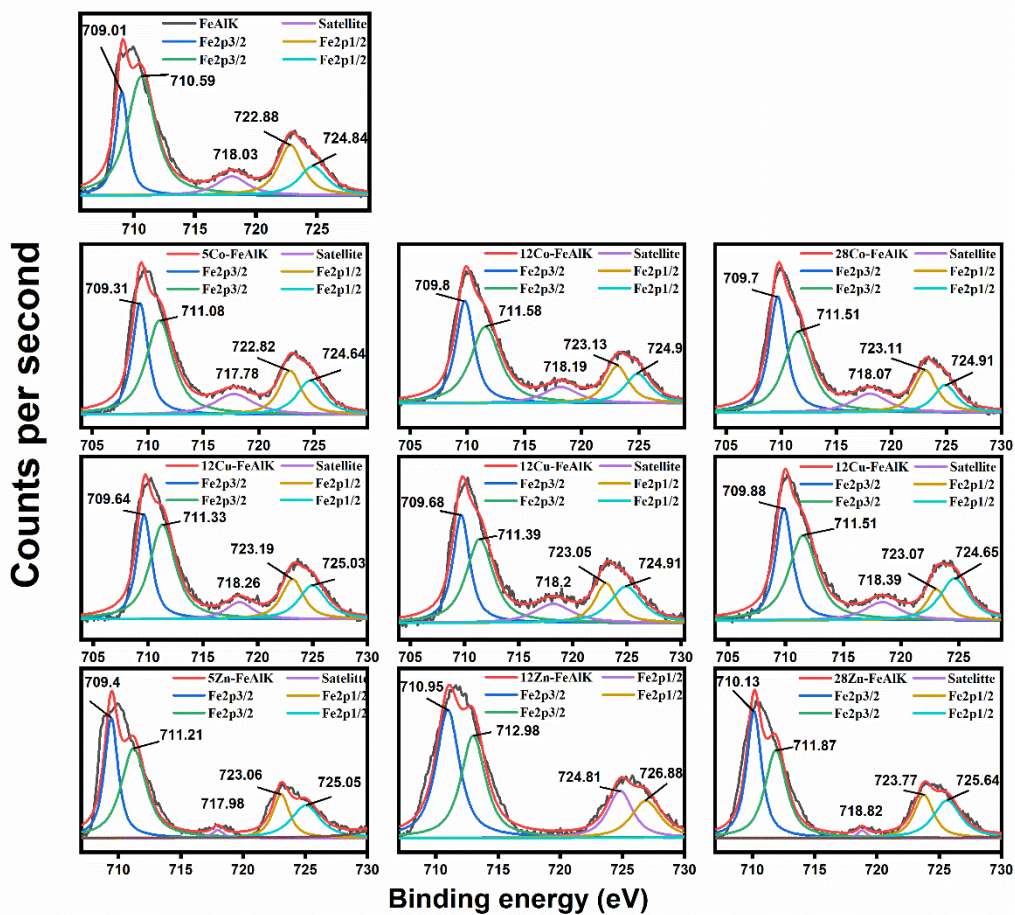 Counts per second
FeAlK Satellite
Fe2p3/2 Fe2p1/2
Fe2p3/2 Fe2p1/2
709.01
710.59
722.88
724.84
718.03
710 715 720 725
5Co-FeAlK Satellite
Fe2p3/2 Fe2p1/2
Fe2p3/2 Fe2p1/2
709.31
711.08
722.82
724.64
717.78
705 710 715 720 725
12Co-FeAlK Satellite
Fe2p3/2 Fe2p1/2
Fe2p3/2 Fe2p1/2
709.8
711.58
723.13
724.9
718.19
705 710 715 720 725
28Co-FeAlK Satellite
Fe2p3/2 Fe2p1/2
Fe2p3/2 Fe2p1/2
709.7
711.51
723.11
724.91
718.07
705 710 715 720 725 730
12Cu-FeAlK Satellite
Fe2p3/2 Fe2p1/2
Fe2p3/2 Fe2p1/2
709.64
711.33
723.19
725.03
718.26
705 710 715 720 725 730
12Cu-FeAlK Satellite
Fe2p3/2 Fe2p1/2
Fe2p3/2 Fe2p1/2
709.68
711.39
723.05
724.91
718.2
705 710 715 720 725 730
12Cu-FeAlK Satellite
Fe2p3/2 Fe2p1/2
Fe2p3/2 Fe2p1/2
709.88
711.51
723.07
724.65
718.39
705 710 715 720 725
5Zn-FeAlK Satelitte
Fe2p3/2 Fe2p1/2
Fe2p3/2 Fe2p1/2
709.4
711.21
723.06
725.05
717.98
710 715 720 725 730
12Zn-FeAlK Fe2p1/2
Fe2p3/2 Fe2p1/2
Fe2p3/2
710.95
712.98
724.81
726.88
710 715 720 725 730
28Zn-FeAlK Satelitte
Fe2p3/2 Fe2p1/2
Fe2p3/2 Fe2p1/2
710.13
711.87
723.77
725.64
718.82
710 715 720 725 730
Binding energy (eV)